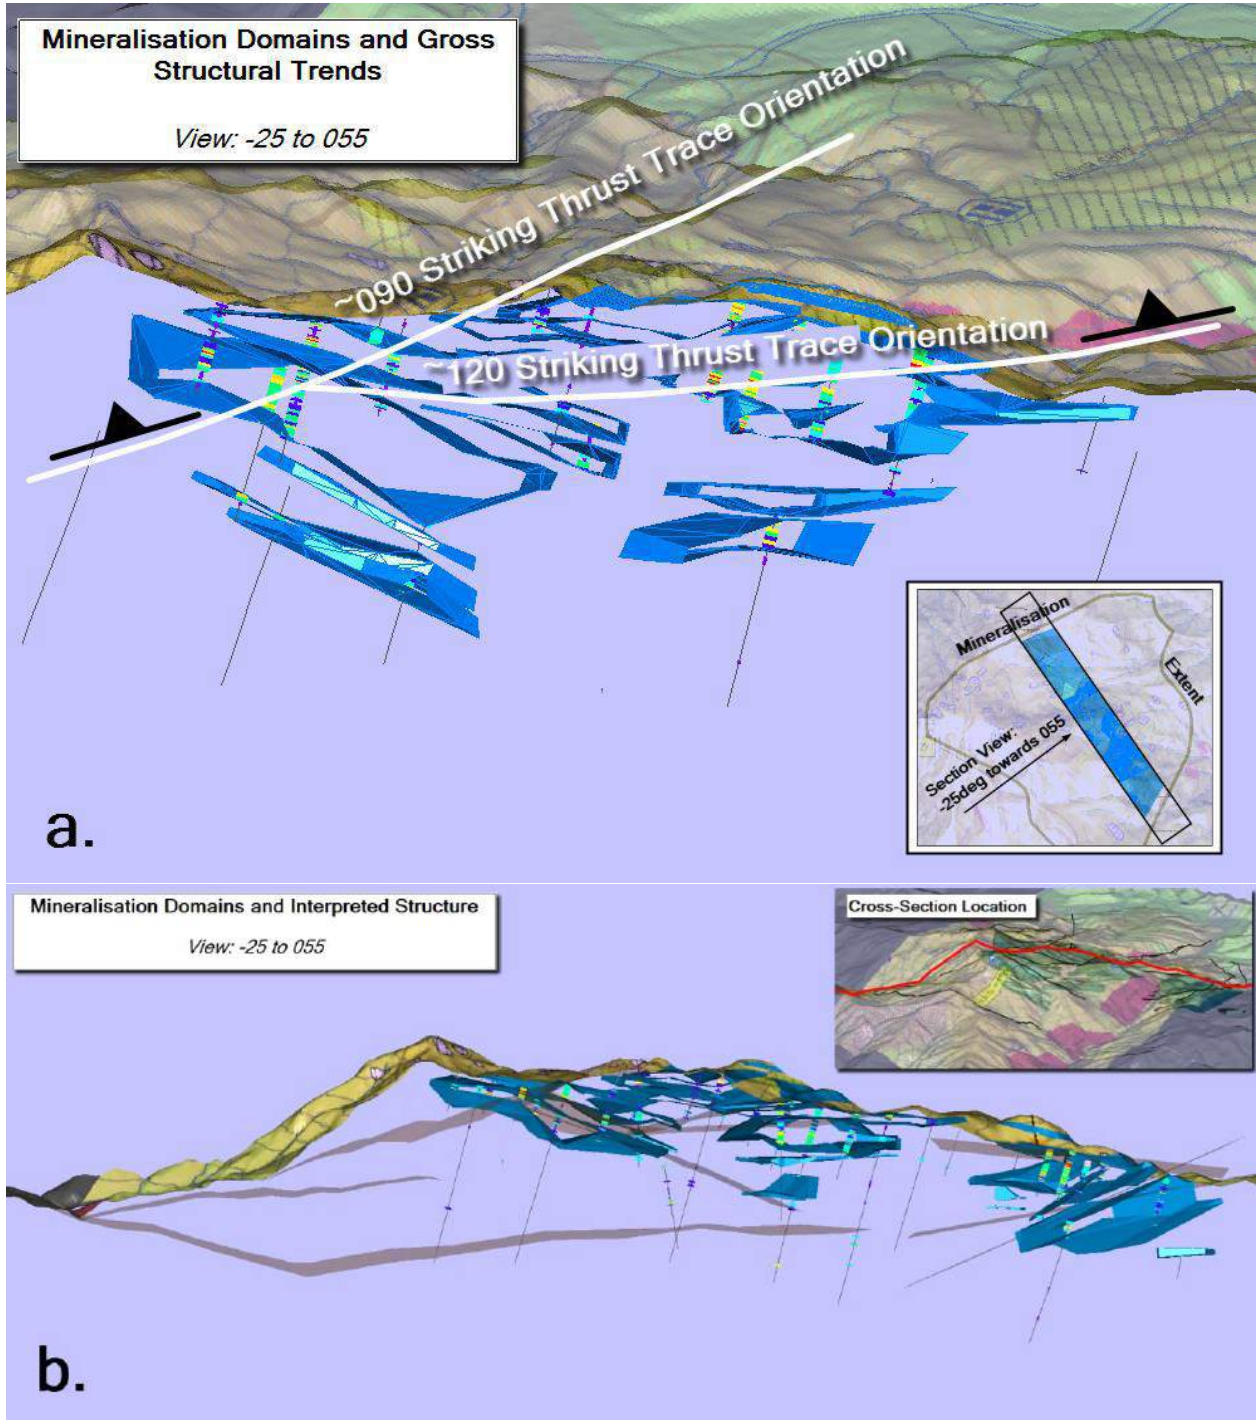 Mineralisation Domains and Gross
Structural Trends
View: -25 to 055
~090 Striking Thrust Trace Orientation
~120 Striking Thrust Trace Orientation
Mineralisation
Extent
Section View:
-25deg towards 055
a.
Mineralisation Domains and Interpreted Structure
View: -25 to 055
Cross-Section Location
b.